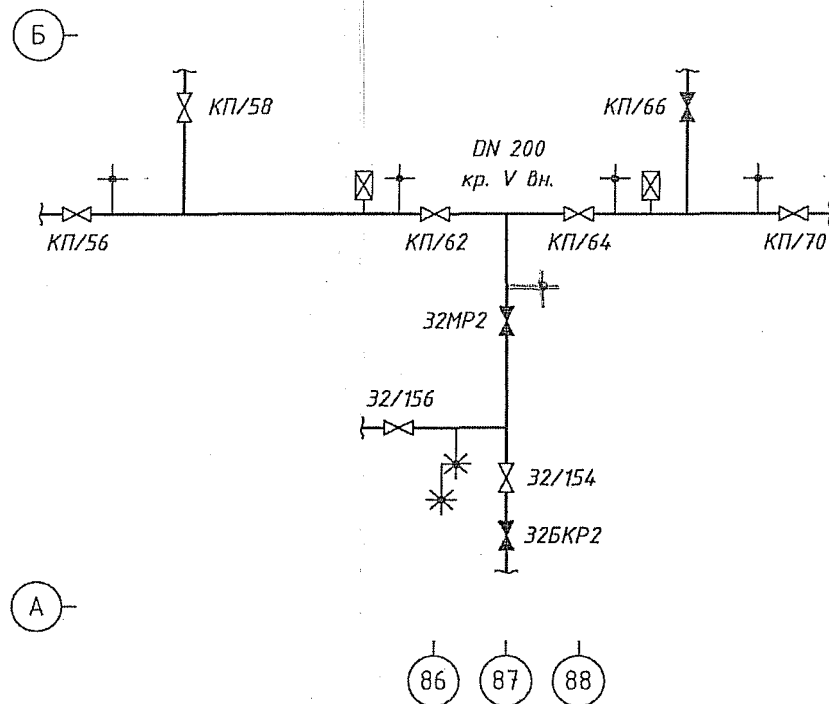 Б
КП/58
КП/66
DN 200
кр. V вн.
КП/56
КП/62
КП/64
КП/70
32МР2
32/156
32/154
32БКР2
А
86
87
88